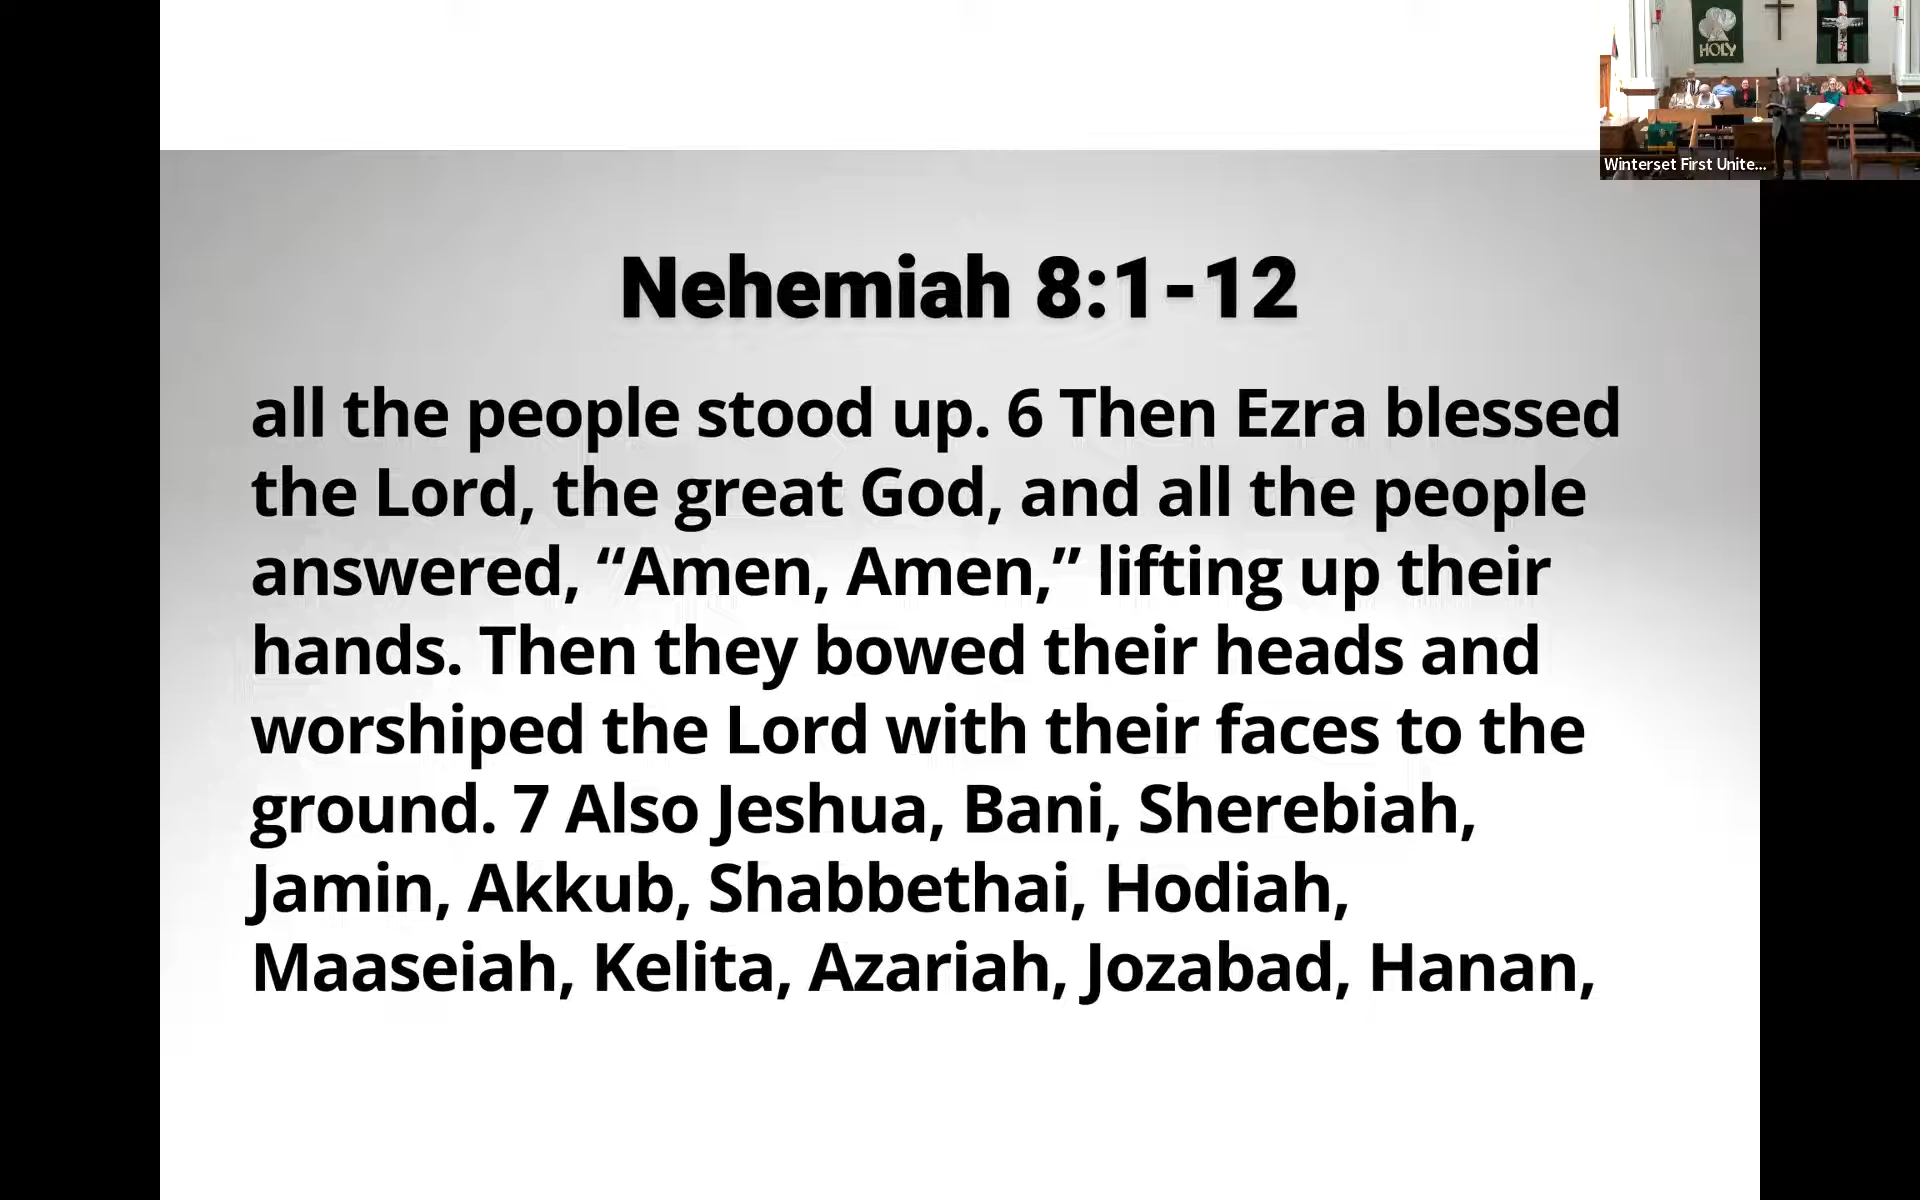 HOLY
Winterset First Unite...
Nehemiah 8:1-12
all the people stood up. 6 Then Ezra blessed
the Lord, the great God, and all the people
answered, “Amen, Amen,” lifting up their
hands. Then they bowed their heads and
worshiped the Lord with their faces to the
ground. 7 Also Jeshua, Bani, Sherebiah,
Jamin, Akkub, Shabbethai, Hodiah,
Maaseiah, Kelita, Azariah, Jozabad, Hanan,